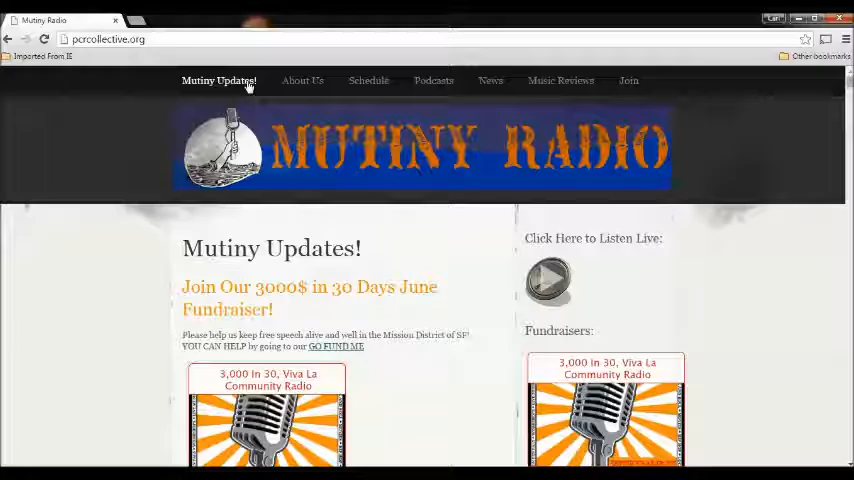 Mutiny Radio
pcrcollective.org
Imported From IE
Other bookmarks
Mutiny Updates!
About Us
Schedule
Podcasts
News
Music Reviews
Join
MUTINY RADIO
Mutiny Updates!
Join Our 3000$ in 30 Days June
Fundraiser!
Please help us keep free speech alive and well in the Mission District of SF!
YOU CAN HELP by going to our GO FUND ME
3,000 In 30, Viva La
Community Radio
Click Here to Listen Live:
Fundraisers:
3,000 In 30, Viva La
Community Radio